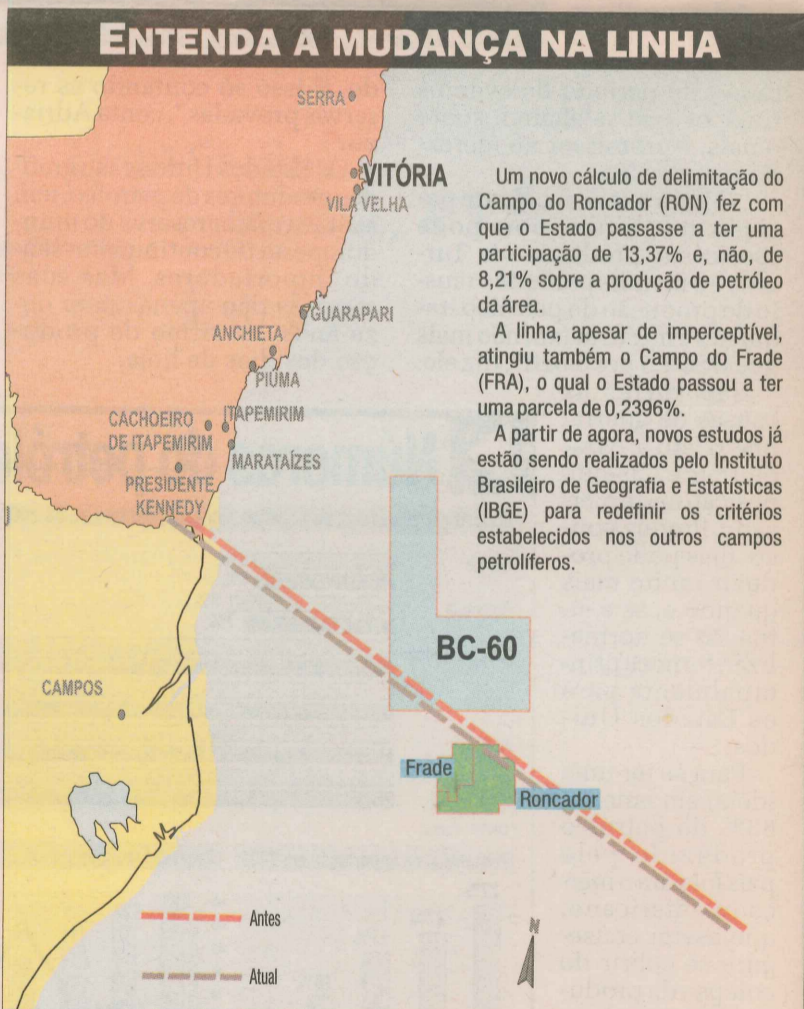 ENTENDA A MUDANÇA NA LINHA
SERRA
VITÓRIA
VILA VELHA
GUARAPARI
ANCHIETA
PIÚMA
CACHOEIRO
DE ITAPEMIRIM
ITAPEMIRIM
MARATAÍZES
PRESIDENTE
KENNEDY
CAMPOS
Um novo cálculo de delimitação do
Campo do Roncador (RON) fez com
que o Estado passasse a ter uma
participação de 13,37% e, não, de
8,21% sobre a produção de petróleo
da área.
A linha, apesar de imperceptível,
atingiu também o Campo do Frade
(FRA), o qual o Estado passou a ter
uma parcela de 0,2396%.
A partir de agora, novos estudos já
estão sendo realizados pelo Instituto
Brasileiro de Geografia e Estatísticas
(IBGE) para redefinir os critérios
estabelecidos nos outros campos
petrolíferos.
BC-60
Frade
Roncador
Antes
Atual
N